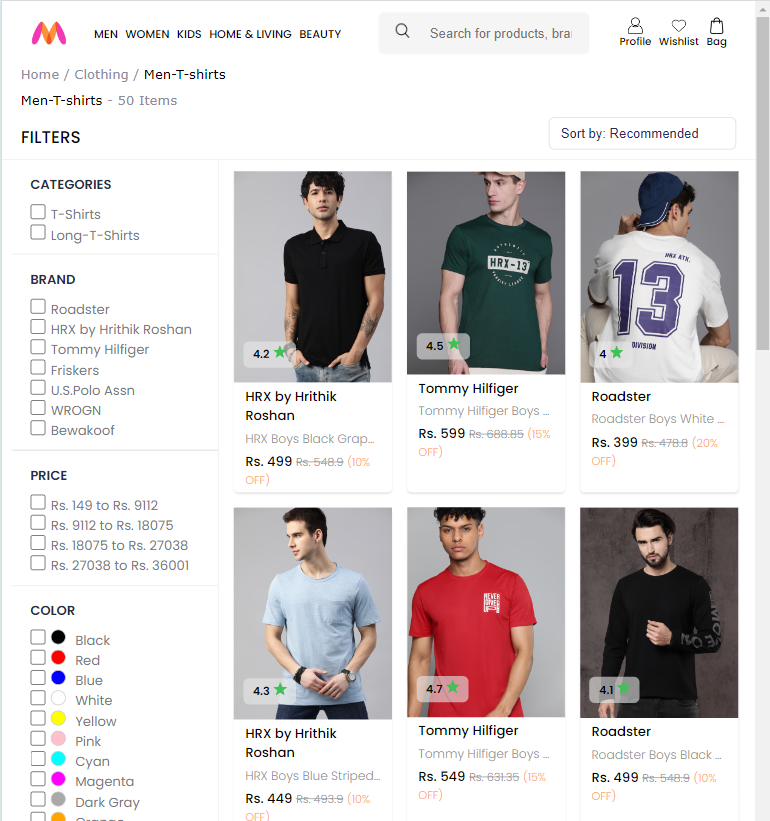 MEN WOMEN KIDS HOME & LIVING BEAUTY
Search for products, bra
Profile Wishlist Bag
Home / Clothing / Men-T-shirts
Men-T-shirts - 50 Items
FILTERS
Sort by: Recommended
CATEGORIES
T-Shirts
Long-T-Shirts
BRAND
Roadster
HRX by Hrithik Roshan
Tommy Hilfiger
Friskers
U.S.Polo Assn
WROGN
Bewakoof
PRICE
Rs. 149 to Rs. 9112
Rs. 9112 to Rs. 18075
Rs. 18075 to Rs. 27038
Rs. 27038 to Rs. 36001
COLOR
Black
Red
Blue
White
Yellow
Pink
Cyan
Magenta
Dark Gray
Orange
4.2
HRX by Hrithik
Roshan
HRX Boys Black Grap...
Rs. 499 Rs. 548.9 (10%
OFF)
AUTHENTIC
HRX-13
4.5
Tommy Hilfiger
Tommy Hilfiger Boys ...
Rs. 599 Rs. 688.85 (15%
OFF)
HRX ATH.
13
DIVISION
4
Roadster
Roadster Boys White ...
Rs. 399 Rs. 478.8 (20%
OFF)
4.3
HRX by Hrithik
Roshan
HRX Boys Blue Striped...
Rs. 449 Rs. 493.9 (10%
OFF)
4.7
Tommy Hilfiger
Tommy Hilfiger Boys ...
Rs. 549 Rs. 631.35 (15%
OFF)
4.1
Roadster
Roadster Boys Black ...
Rs. 499 Rs. 548.9 (10%
OFF)